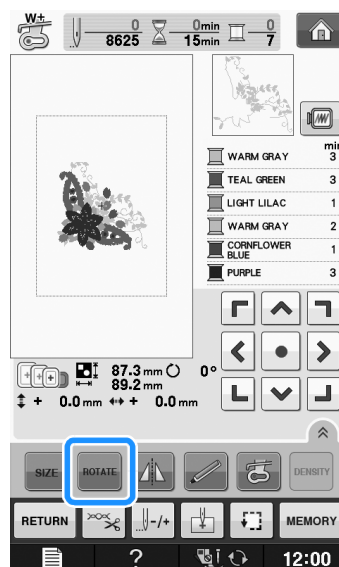 W+
0 0min 0
8625 15min 7
min
WARM GRAY 3
TEAL GREEN 3
LIGHT LILAC 1
WARM GRAY 2
CORNFLOWER BLUE 1
PURPLE 3
87.3 mm 0°
89.2 mm
+ 0.0 mm + 0.0 mm
SIZE ROTATE DENSITY
RETURN -/+ MEMORY
? 12:00